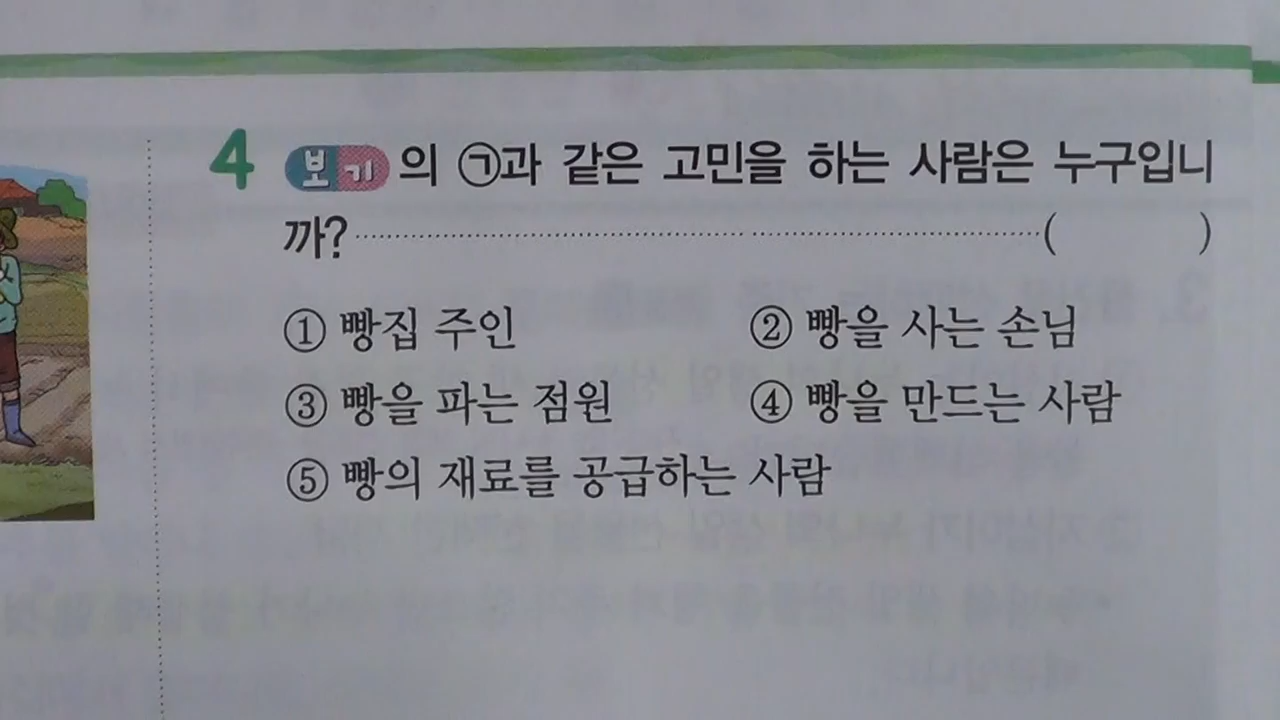 4 보기의 ㉠과 같은 고민을 하는 사람은 누구입니
까? ( )
① 빵집 주인 ② 빵을 사는 손님
③ 빵을 파는 점원 ④ 빵을 만드는 사람
⑤ 빵의 재료를 공급하는 사람